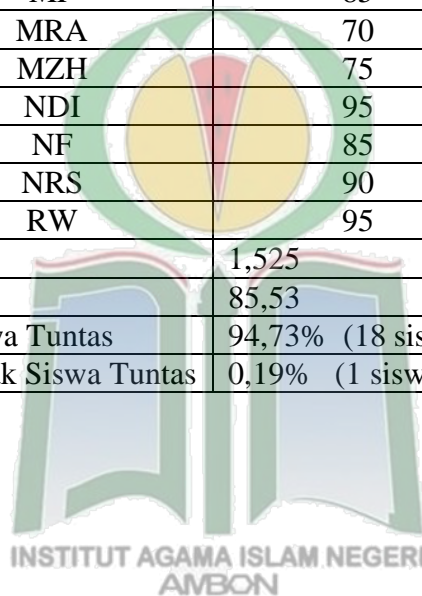 MRA 70
MZH 75
NDI 95
NF 85
NRS 90
RW 95
1,525
85,53
Tuntas 94,73% (18
Siswa Tuntas 0,19% (1
INSTITUT AGAMA ISLAM NEGERI
AMBON